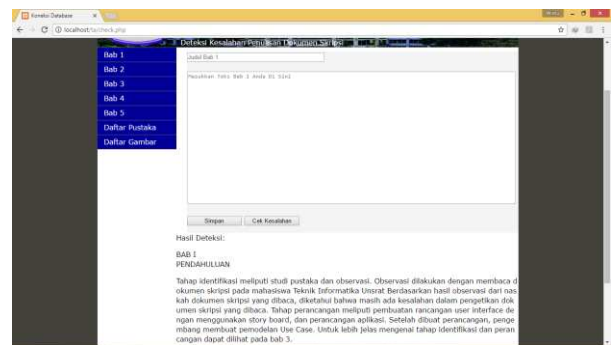 Koneksi Database
localhost/ta/check.php
Deteksi Kesalahan Penulisan Dokumen Skripsi
Bab 1
Bab 2
Bab 3
Bab 4
Bab 5
Daftar Pustaka
Daftar Gambar
Judul Bab 1
Masukkan Teks Bab 1 Anda Di Sini
Simpan
Cek Kesalahan
Hasil Deteksi:
BAB I
PENDAHULUAN
Tahap identifikasi meliputi studi pustaka dan observasi. Observasi dilakukan dengan membaca d
okumen skripsi pada mahasiswa Teknik Informatika Unsrat Berdasarkan hasil observasi dari nas
kah dokumen skripsi yang dibaca, diketahui bahwa masih ada kesalahan dalam pengetikan dok
umen skripsi yang dibaca. Tahap perancangan meliputi pembuatan rancangan user interface de
ngan menggunakan story board, dan perancangan aplikasi. Setelah dibuat perancangan, penge
mbang membuat pemodelan Use Case. Untuk lebih jelas mengenai tahap identifikasi dan peran
cangan dapat dilihat pada bab 3.